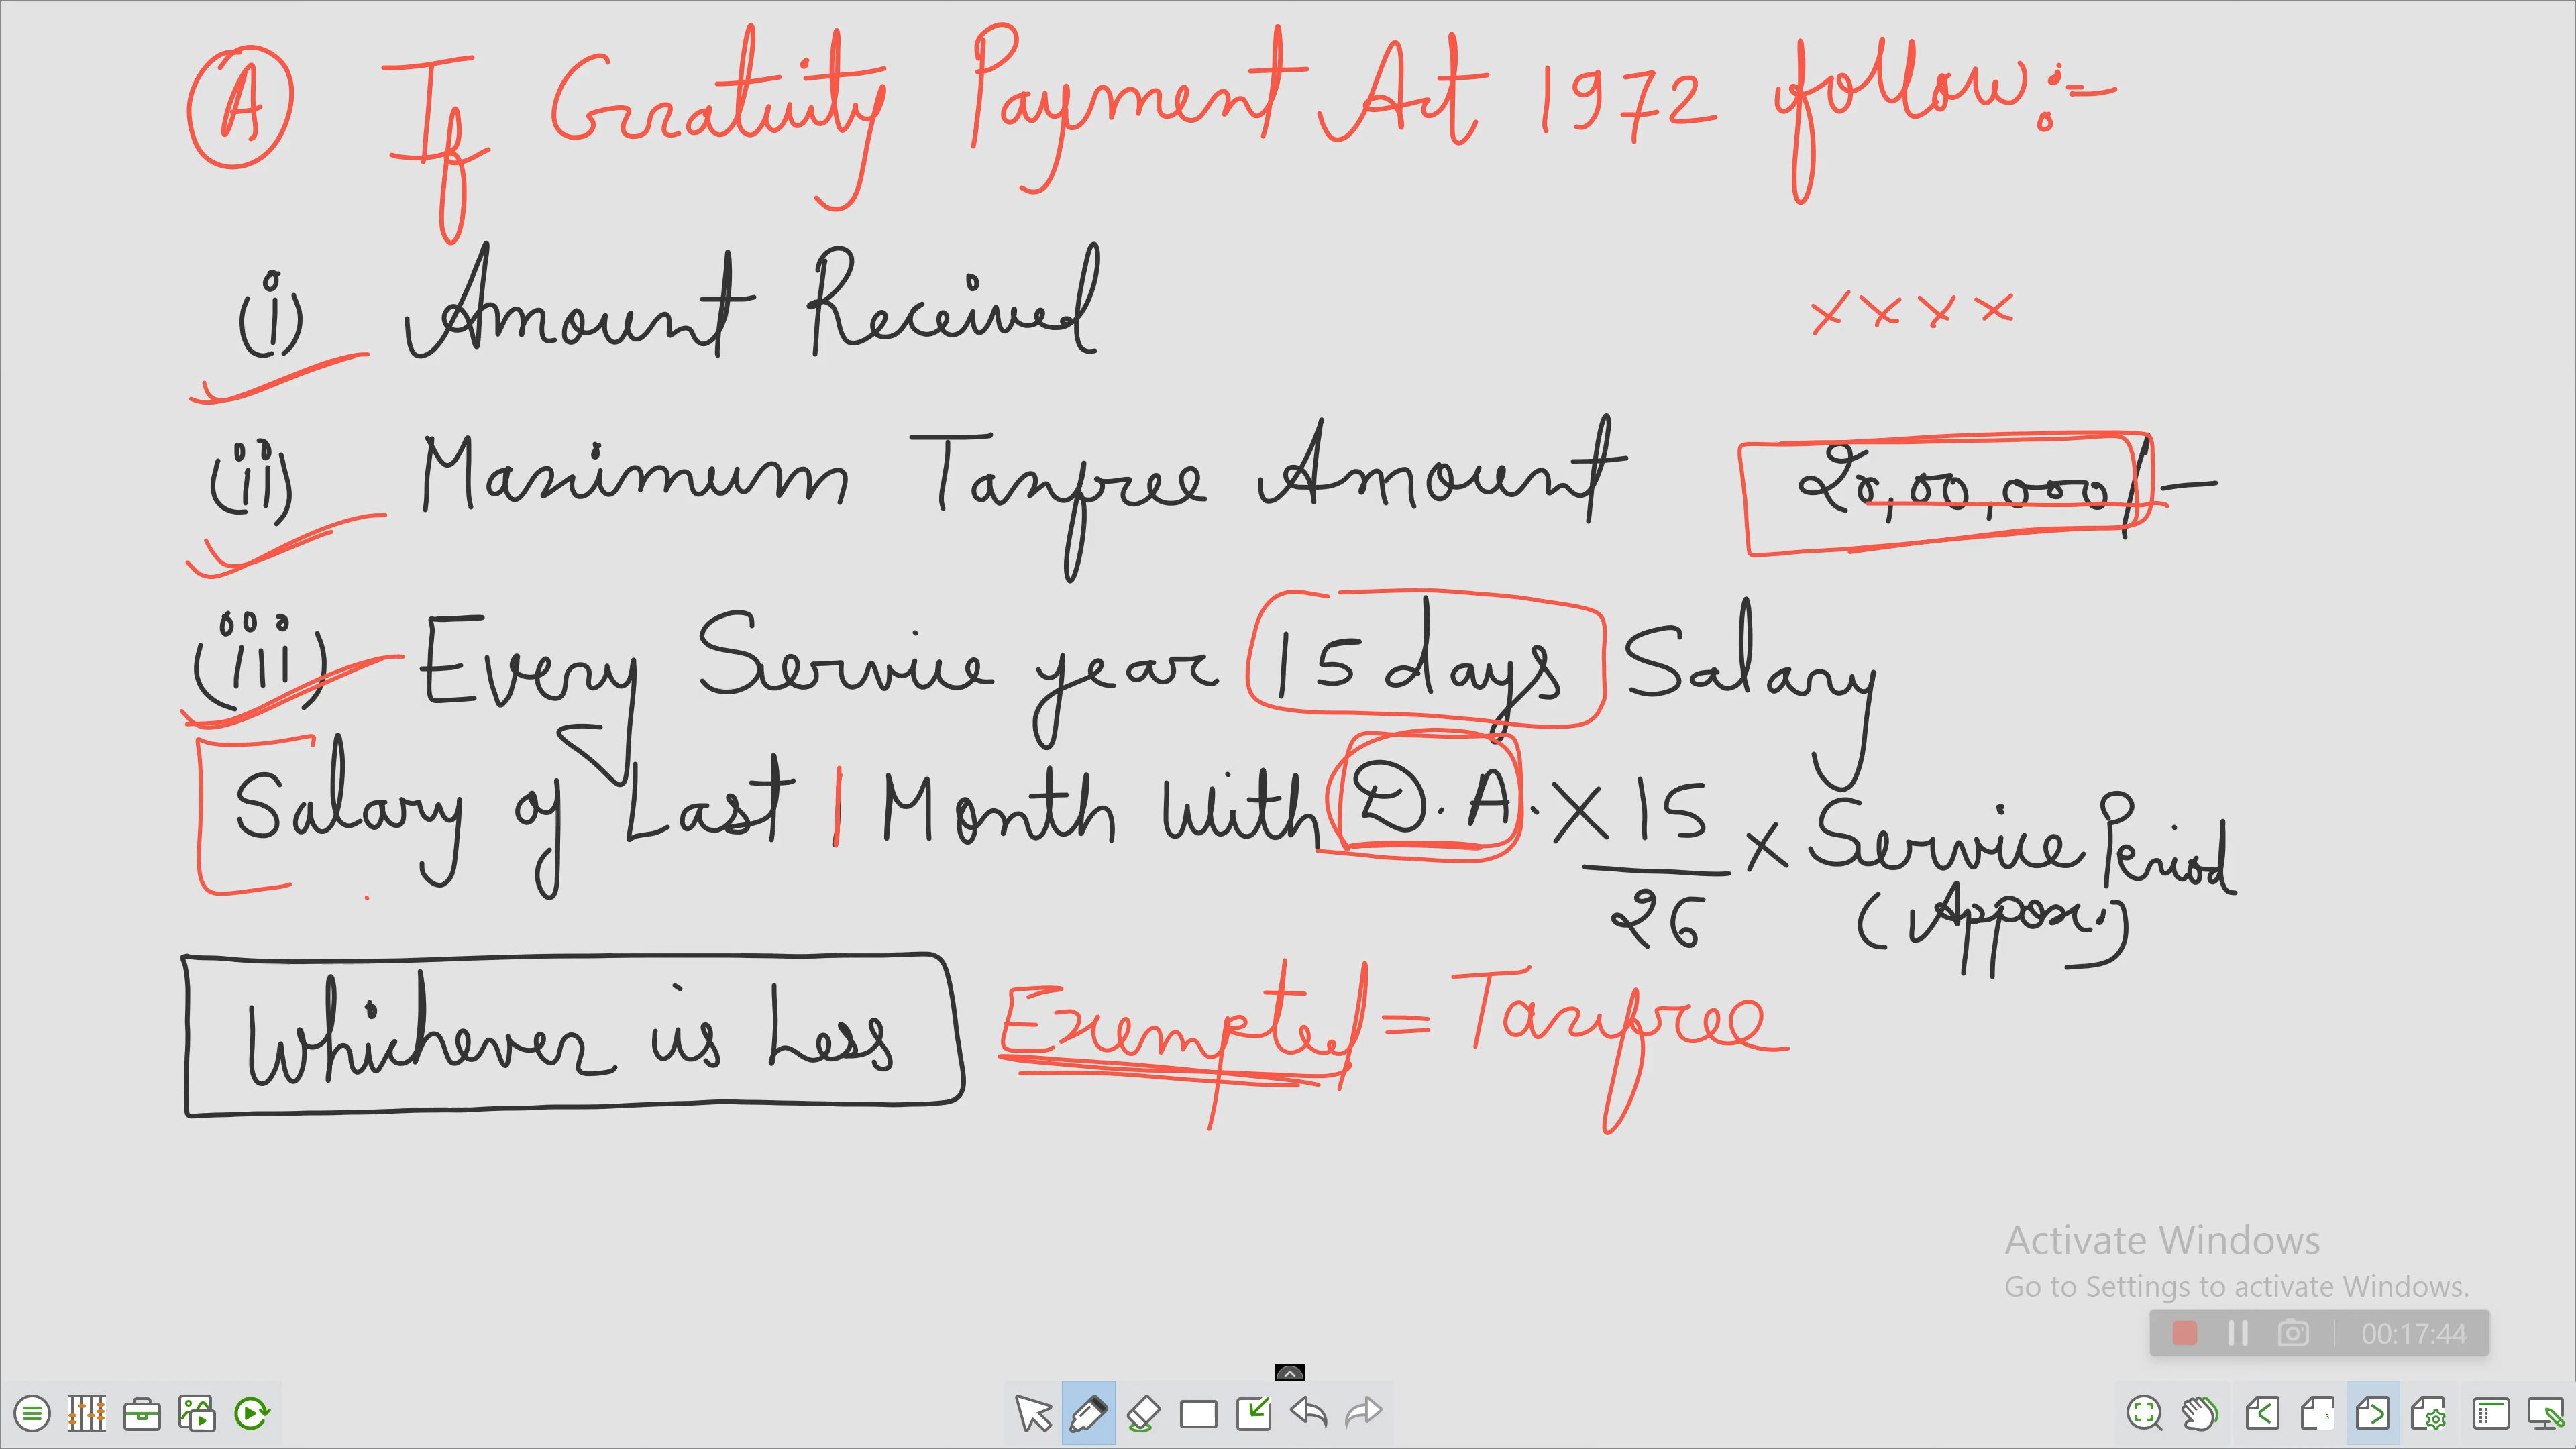 (A) If Gratuity Payment Act 1972 follow:-
(i) Amount Received xxxx
(ii) Maximum Taxfree Amount 20,00,000/-
(iii) Every Service year 15 days Salary
Salary of Last 1 Month with D.A. × 15/26 × Service Period
(Appox.)
Whichever is Less Exempted = Taxfree
Activate Windows
Go to Settings to activate Windows.
00:17:44
3